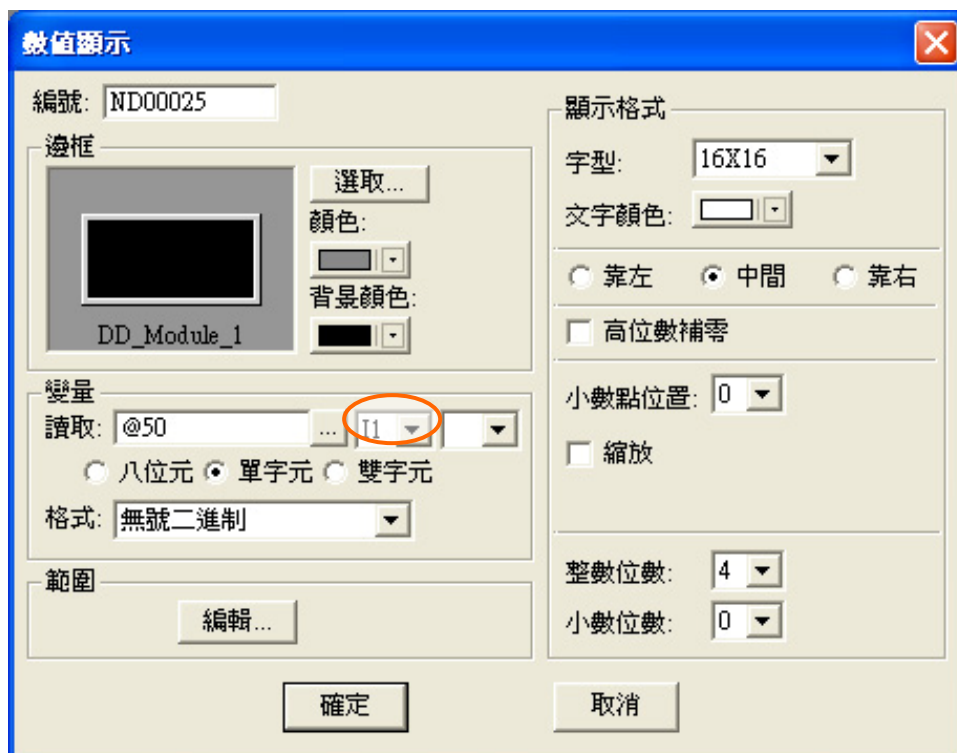 數值顯示
編號: ND00025
邊框
選取...
顏色:
背景顏色:
DD_Module_1
變量
讀取: @50 ... I1
八位元 單字元 雙字元
格式: 無號二進制
範圍
編輯...
顯示格式
字型: 16X16
文字顏色:
靠左 中間 靠右
高位數補零
小數點位置: 0
縮放
整數位數: 4
小數位數: 0
確定 取消